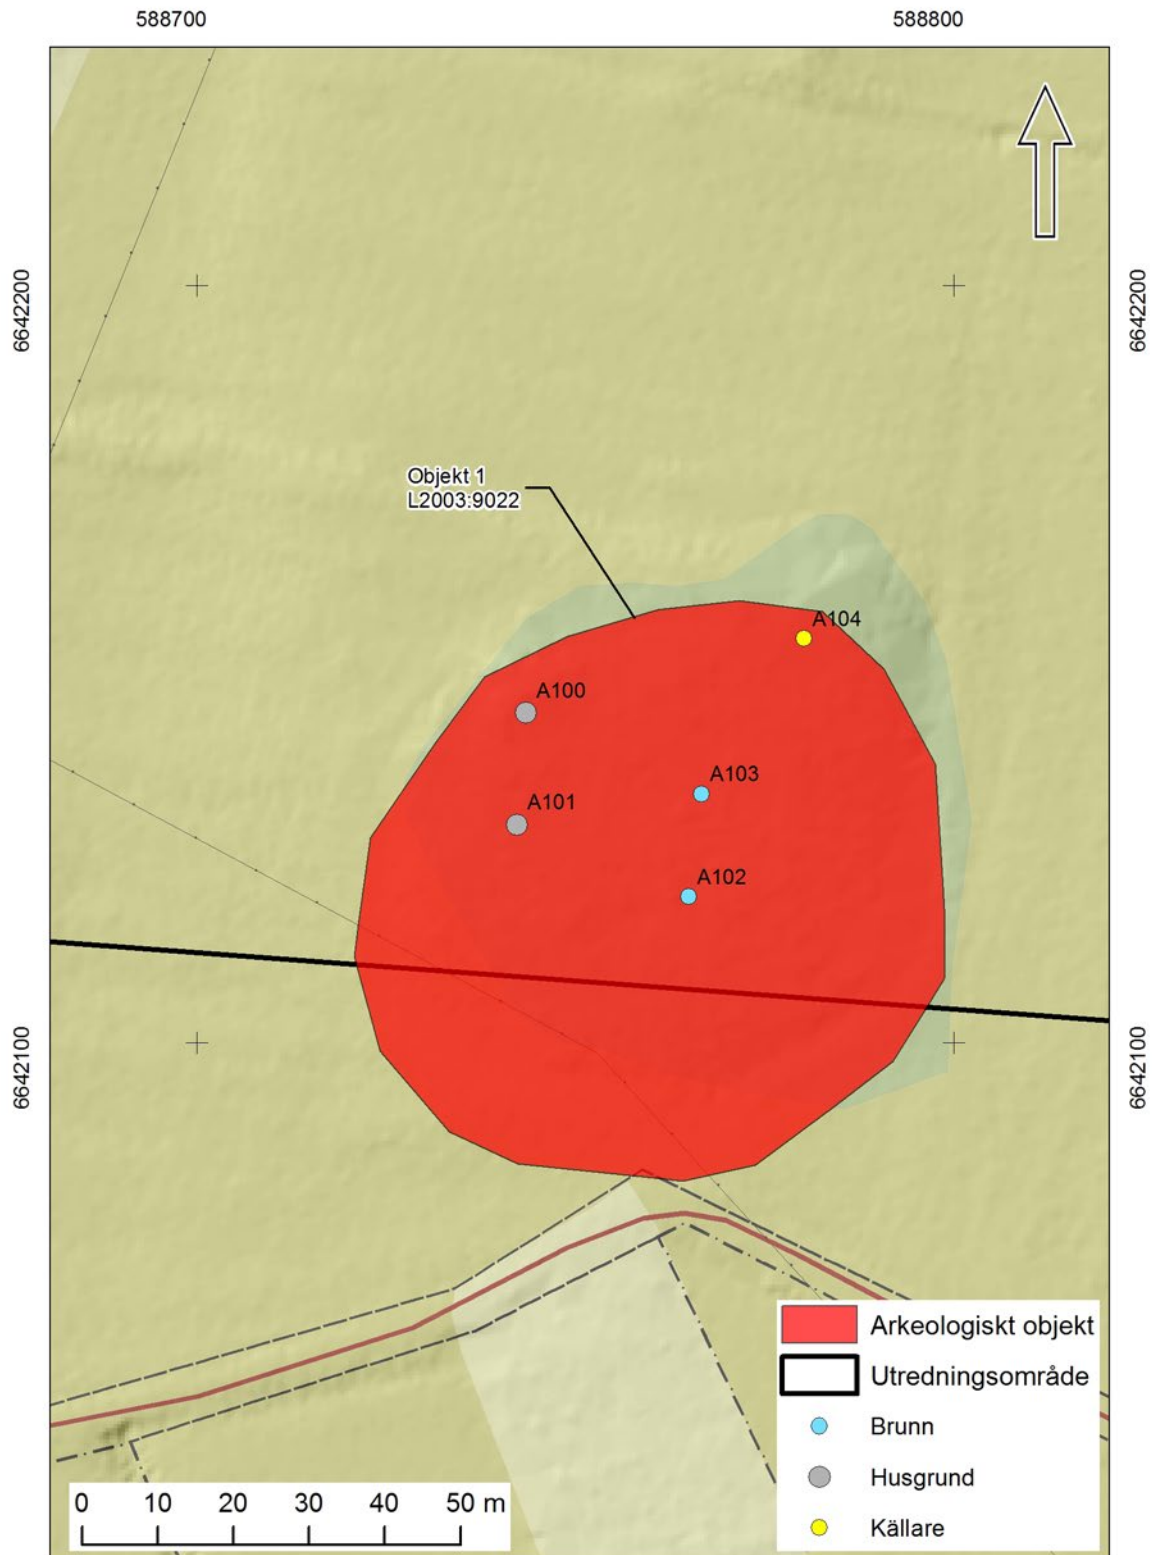 588700
588800
6642200
6642200
Objekt 1
L2003:9022
A104
A100
A103
A101
A102
6642100
6642100
Arkeologiskt objekt
Utredningsområde
Brunn
Husgrund
Källare
0 10 20 30 40 50 m